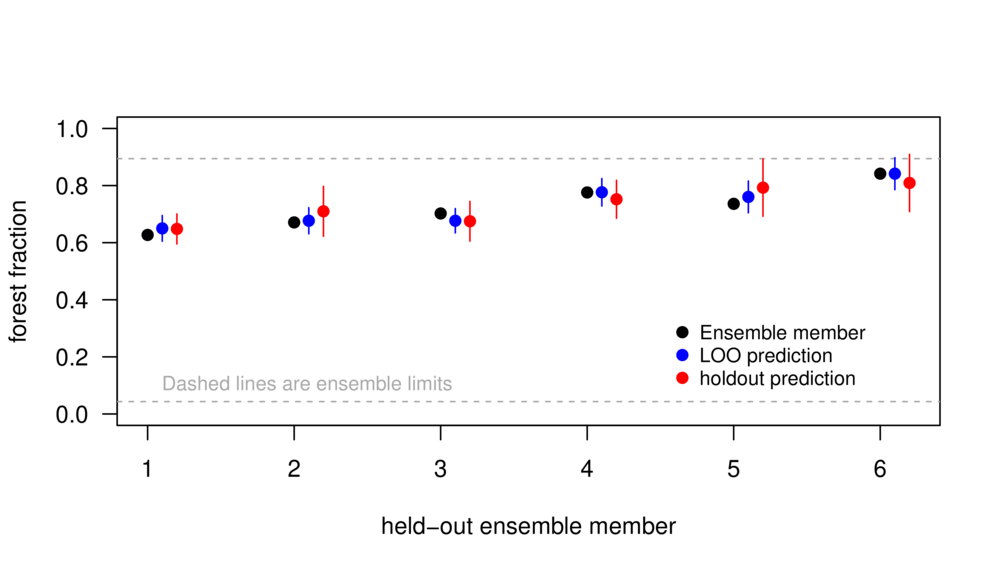 1.0
0.8
0.6
0.4
0.2
0.0
forest fraction
Ensemble member
LOO prediction
holdout prediction
Dashed lines are ensemble limits
1 2 3 4 5 6
held−out ensemble member